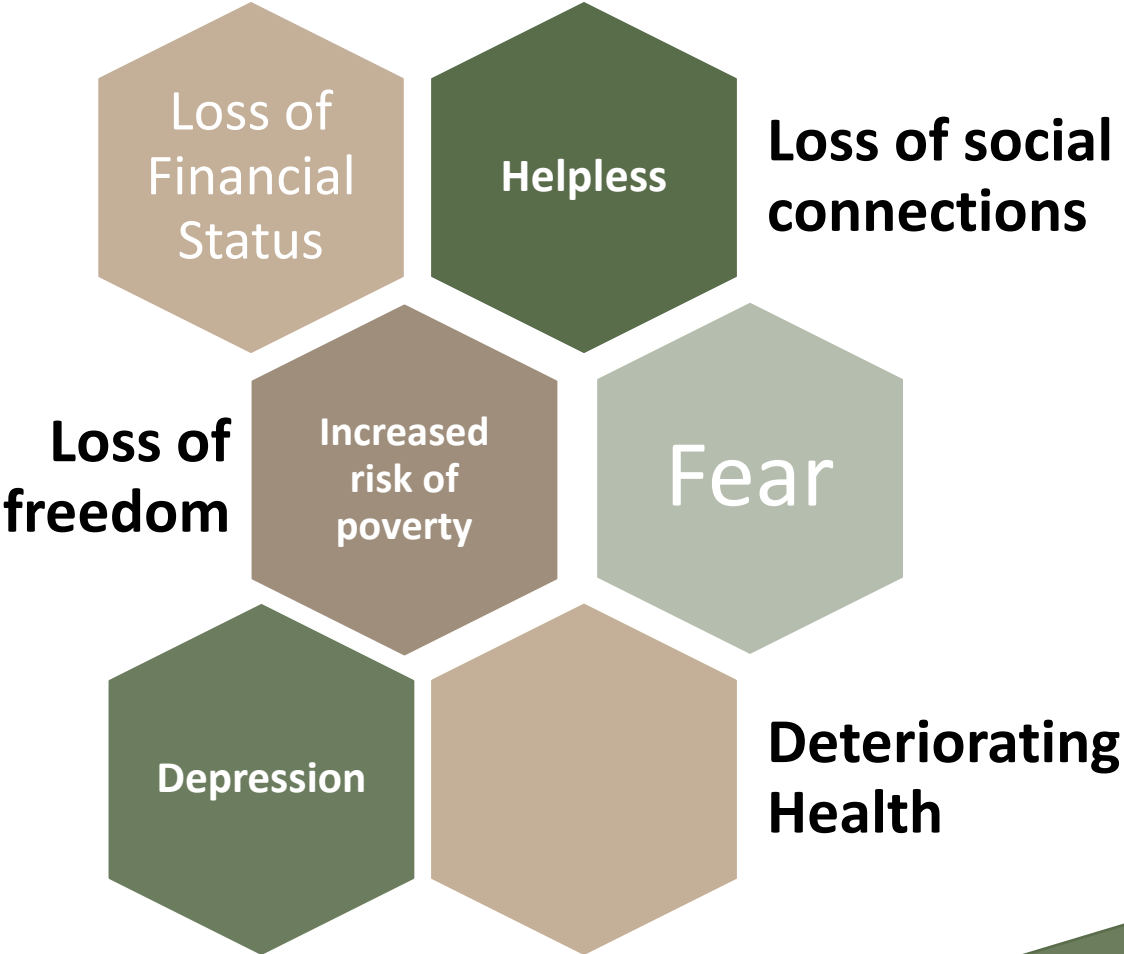 Loss of
Financial
Status
Helpless
Loss of social
connections
Loss of
freedom
Increased
risk of
poverty
Fear
Depression
Deteriorating
Health